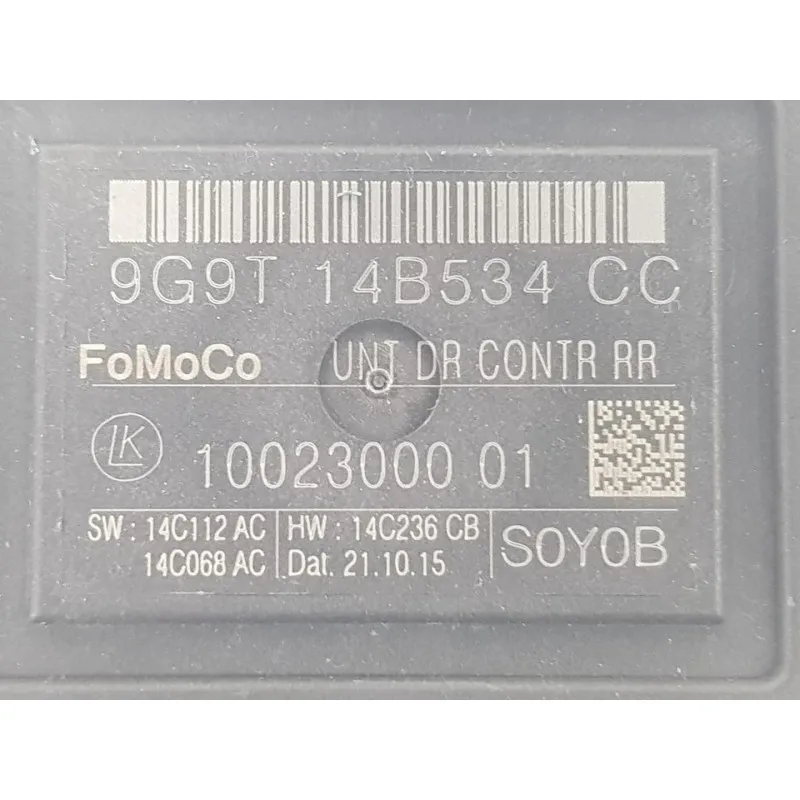 9G9T 14B534 CC
FoMoCo UNT DR CONTR RR
LK 10023000 01
SW : 14C112 AC HW : 14C236 CB S0Y0B
14C068 AC Dat. 21.10.15